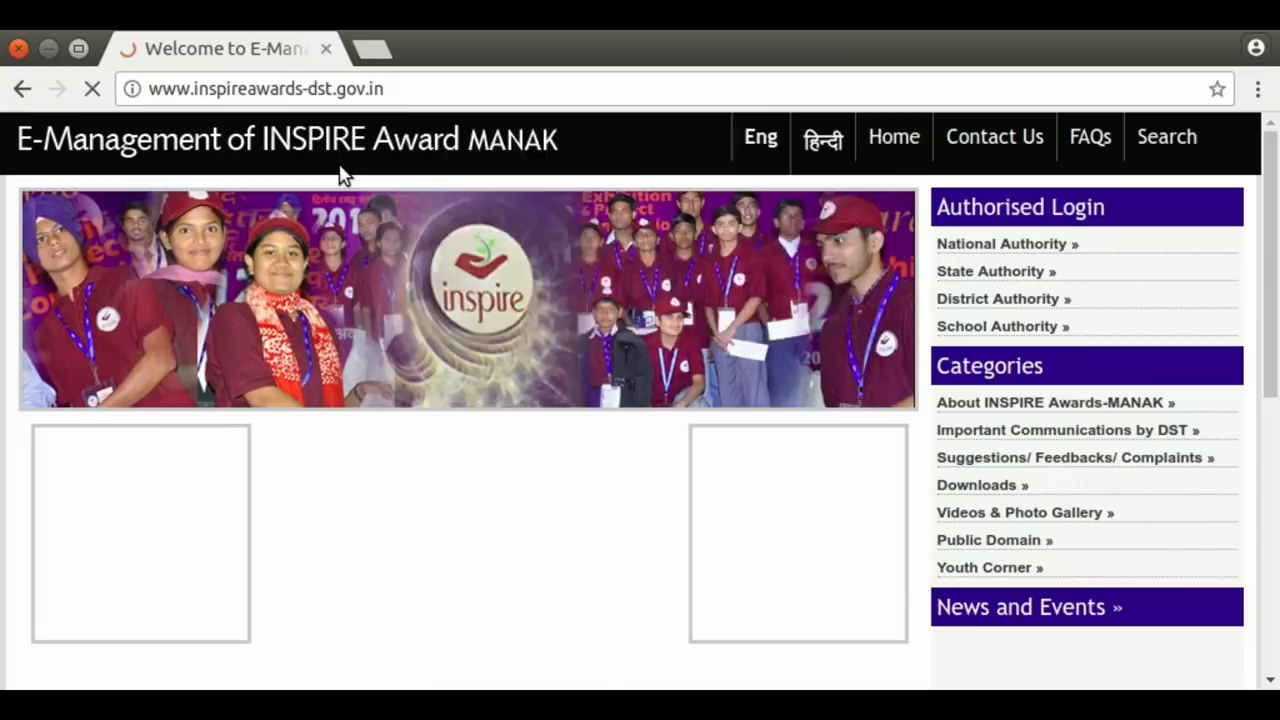 Welcome to E-Mana
www.inspireawards-dst.gov.in
E-Management of INSPIRE Award MANAK
Eng
हिन्दी
Home
Contact Us
FAQs
Search
inspire
Authorised Login
National Authority »
State Authority »
District Authority »
School Authority »
Categories
About INSPIRE Awards-MANAK »
Important Communications by DST »
Suggestions/ Feedbacks/ Complaints »
Downloads »
Videos & Photo Gallery »
Public Domain »
Youth Corner »
News and Events »